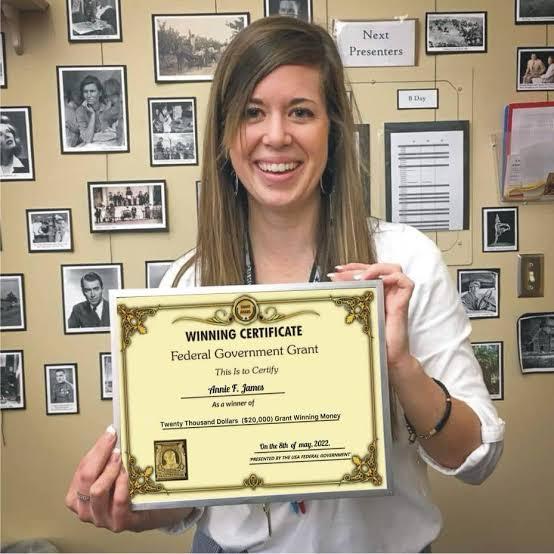 Next
Presenters
B Day
WINNING CERTIFICATE
Federal Government Grant
This Is to Certify
Annie F. James
As a winner of
Twenty Thousand Dollars ($20,000) Grant Winning Money
On the 8th of may, 2022.
'PRESENTED BY THE USA FEDERAL GOVERNMENT'